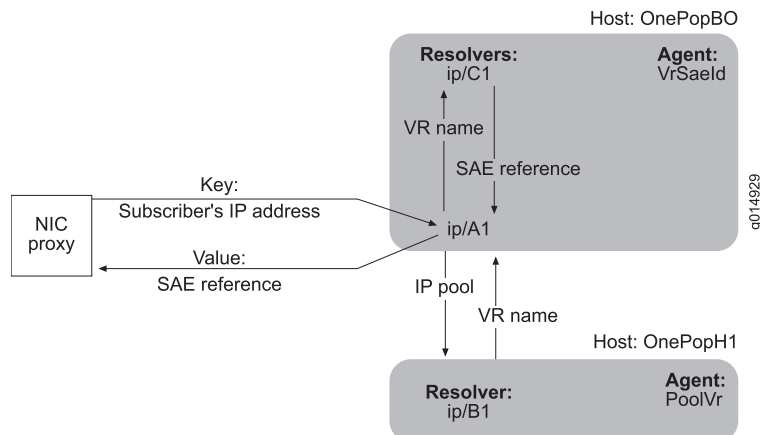 Host: OnePopBO
Resolvers:
ip/C1
Agent:
VrSaeId
VR name
SAE reference
Key:
Subscriber's IP address
NIC
proxy
ip/A1
Value:
SAE reference
IP pool
VR name
Host: OnePopH1
Resolver:
ip/B1
Agent:
PoolVr
g014929